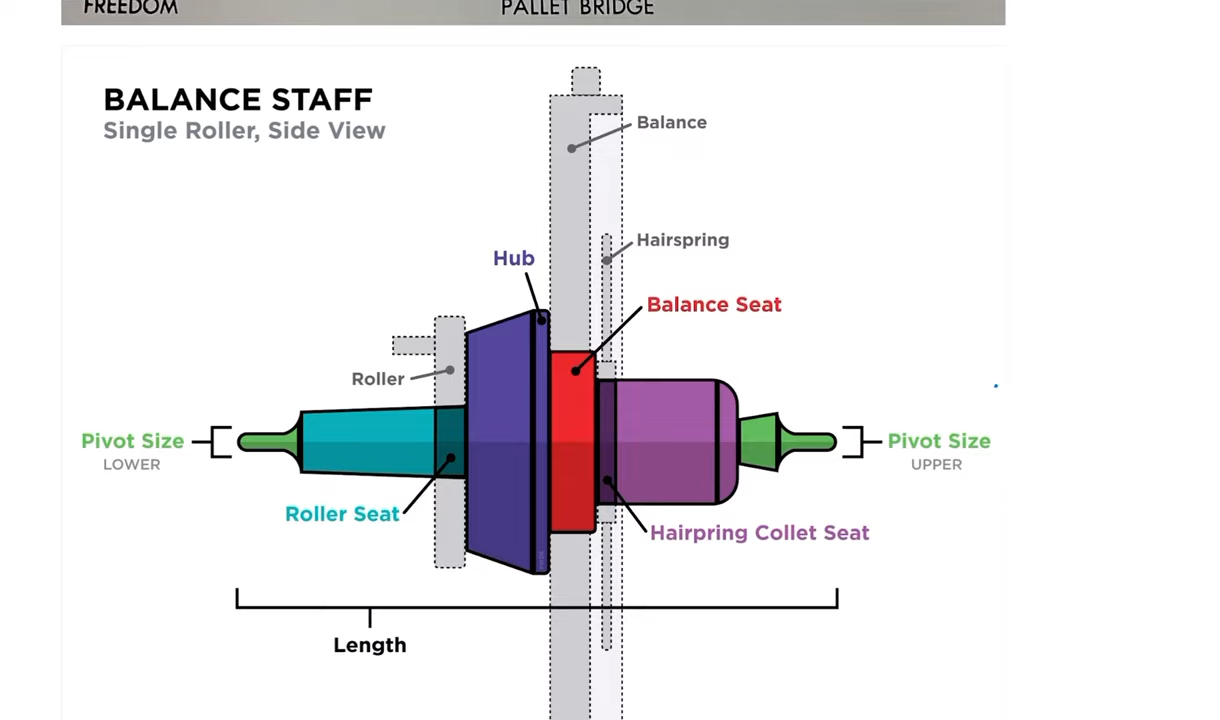 FREEDOM
PALLET BRIDGE
BALANCE STAFF
Single Roller, Side View
Balance
Hairspring
Hub
Balance Seat
Roller
Pivot Size
LOWER
Pivot Size
UPPER
Roller Seat
Hairpring Collet Seat
Length